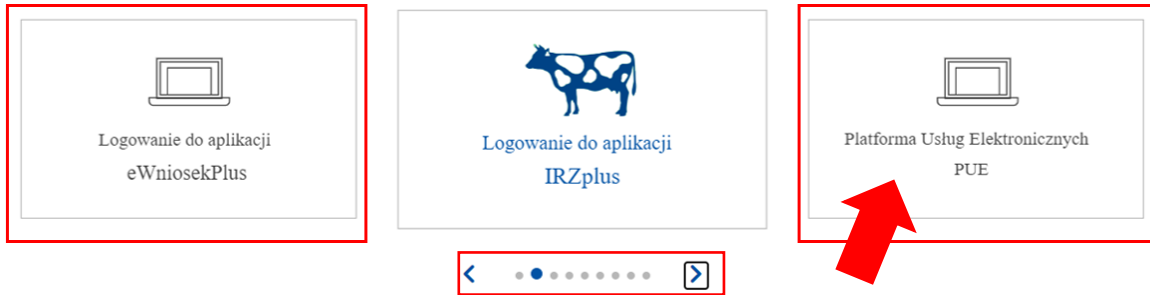 Logowanie do aplikacji
eWniosekPlus
Logowanie do aplikacji
IRZplus
Platforma Usług Elektronicznych
PUE